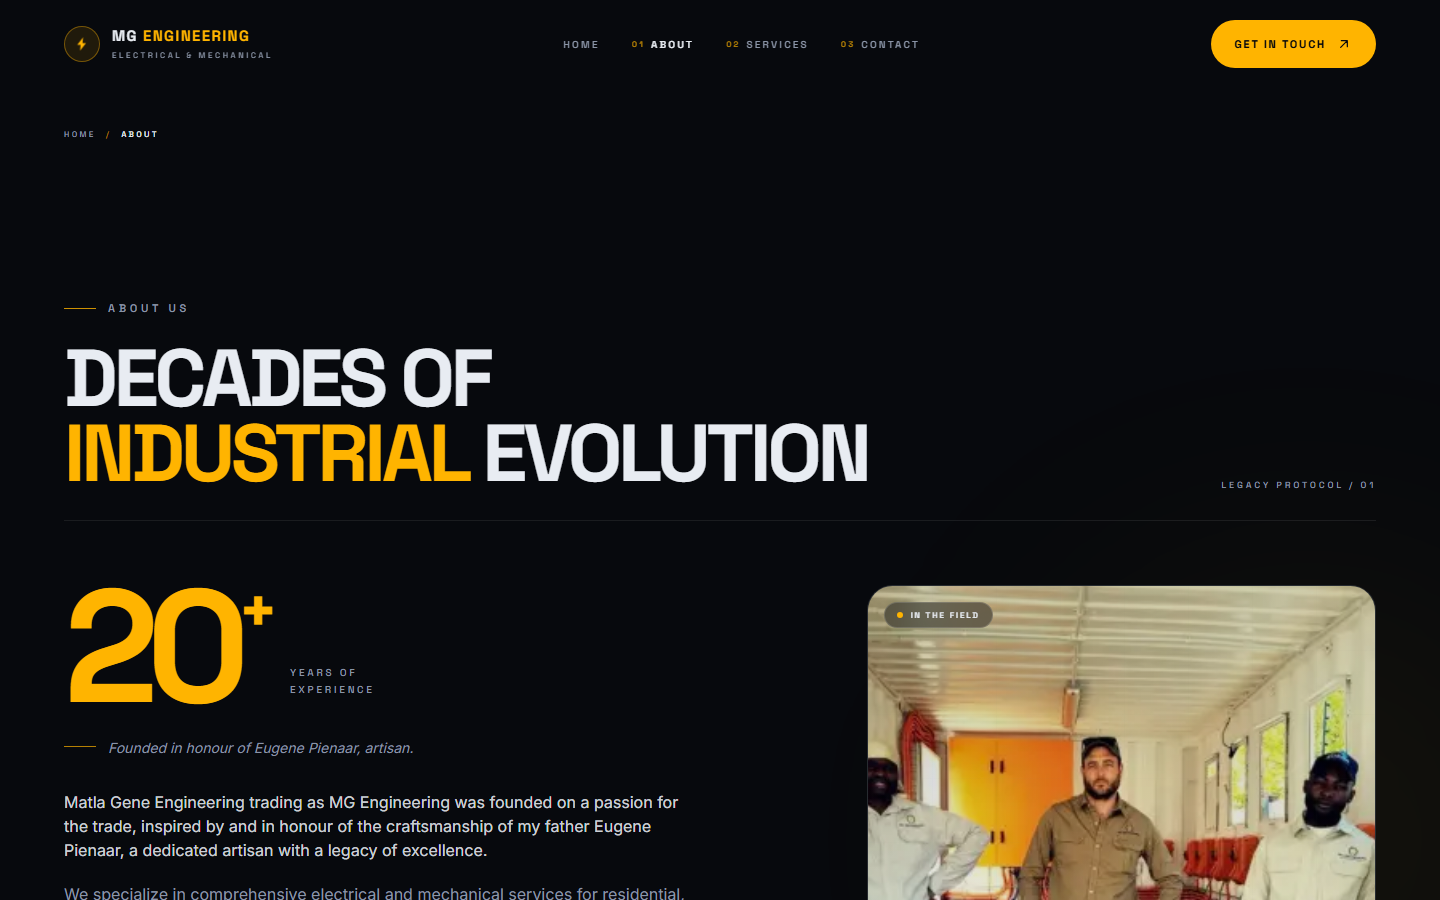 MG ENGINEERING
ELECTRICAL & MECHANICAL
HOME
01 ABOUT
02 SERVICES
03 CONTACT
GET IN TOUCH
HOME / ABOUT
ABOUT US
DECADES OF
INDUSTRIAL EVOLUTION
LEGACY PROTOCOL / 01
20+
YEARS OF
EXPERIENCE
Founded in honour of Eugene Pienaar, artisan.
Matla Gene Engineering trading as MG Engineering was founded on a passion for
the trade, inspired by and in honour of the craftsmanship of my father Eugene
Pienaar, a dedicated artisan with a legacy of excellence.
We specialize in comprehensive electrical and mechanical services for residential,
IN THE FIELD